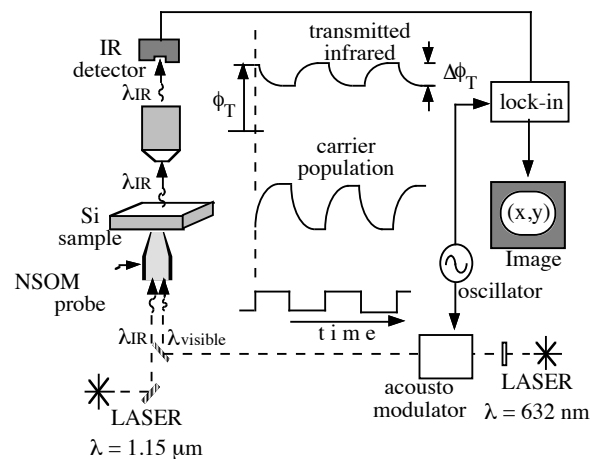 IR
detector
λIR
λIR
Si
sample
NSOM
probe
λIR
λvisible
LASER
λ = 1.15 μm
transmitted
infrared
ϕT
ΔϕT
carrier
population
time
lock-in
(x,y)
Image
oscillator
acousto
modulator
LASER
λ = 632 nm